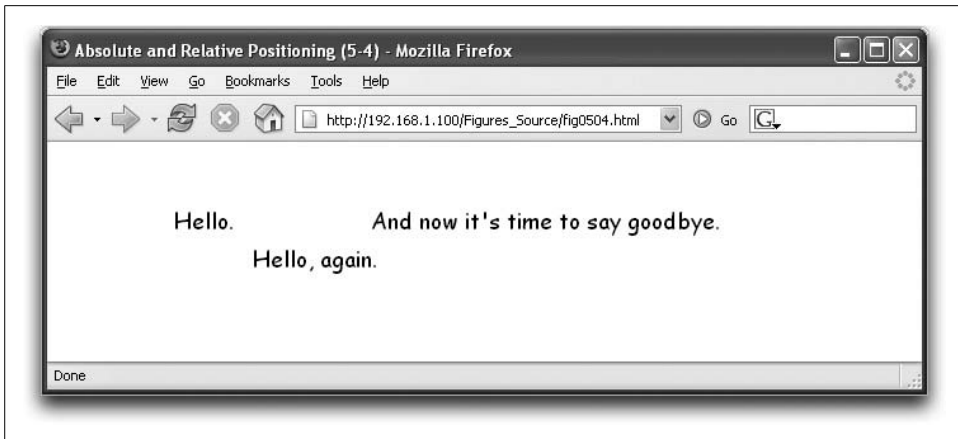 Absolute and Relative Positioning (5-4) - Mozilla Firefox
File Edit View Go Bookmarks Tools Help
http://192.168.1.100/Figures_Source/fig0504.html Go G
Hello. And now it's time to say goodbye.
Hello, again.
Done